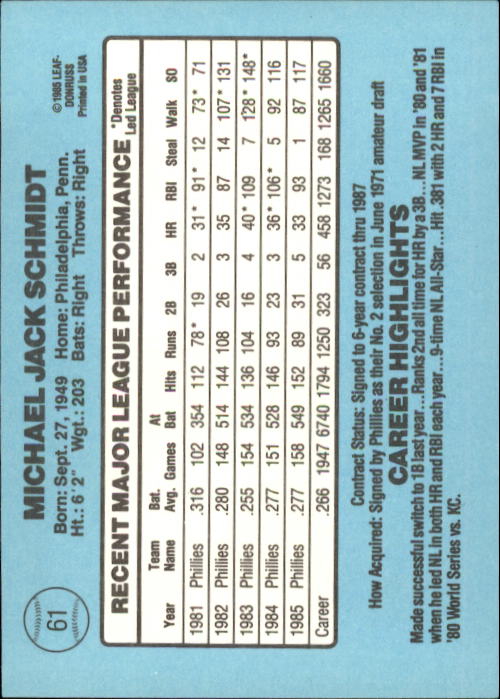 61
MICHAEL JACK SCHMIDT
©1985 LEAF-
DONRUSS
Printed in USA
Born: Sept. 27, 1949 Home: Philadelphia, Penn.
Ht.: 6'2" Wgt.: 203 Bats: Right Throws: Right
RECENT MAJOR LEAGUE PERFORMANCE *Denotes
Led League
Year Team Name Bat. Avg. Games At Bat Hits Runs 2B 3B HR RBI Steal Walk SO
1981 Phillies .316 102 354 112 78* 19 2 31* 91* 12 73* 71
1982 Phillies .280 148 514 144 108 26 3 35 87 14 107* 131
1983 Phillies .255 154 534 136 104 16 4 40* 109 7 128* 148*
1984 Phillies .277 151 528 146 93 23 3 36* 106* 5 92 116
1985 Phillies .277 158 549 152 89 31 5 33 93 1 87 117
Career .266 1947 6740 1794 1250 323 56 458 1273 168 1265 1660
Contract Status: Signed to 6-year contract thru 1987
How Acquired: Signed by Phillies as their No. 2 selection in June 1971 amateur draft
CAREER HIGHLIGHTS
Made successful switch to 1B last year...Ranks 2nd all time for HR by a 3B...NL MVP in '80 and '81
when he led NL in both HR and RBI each year...9-time NL All-Star...Hit .381 with 2 HR and 7 RBI in
'80 World Series vs. KC.